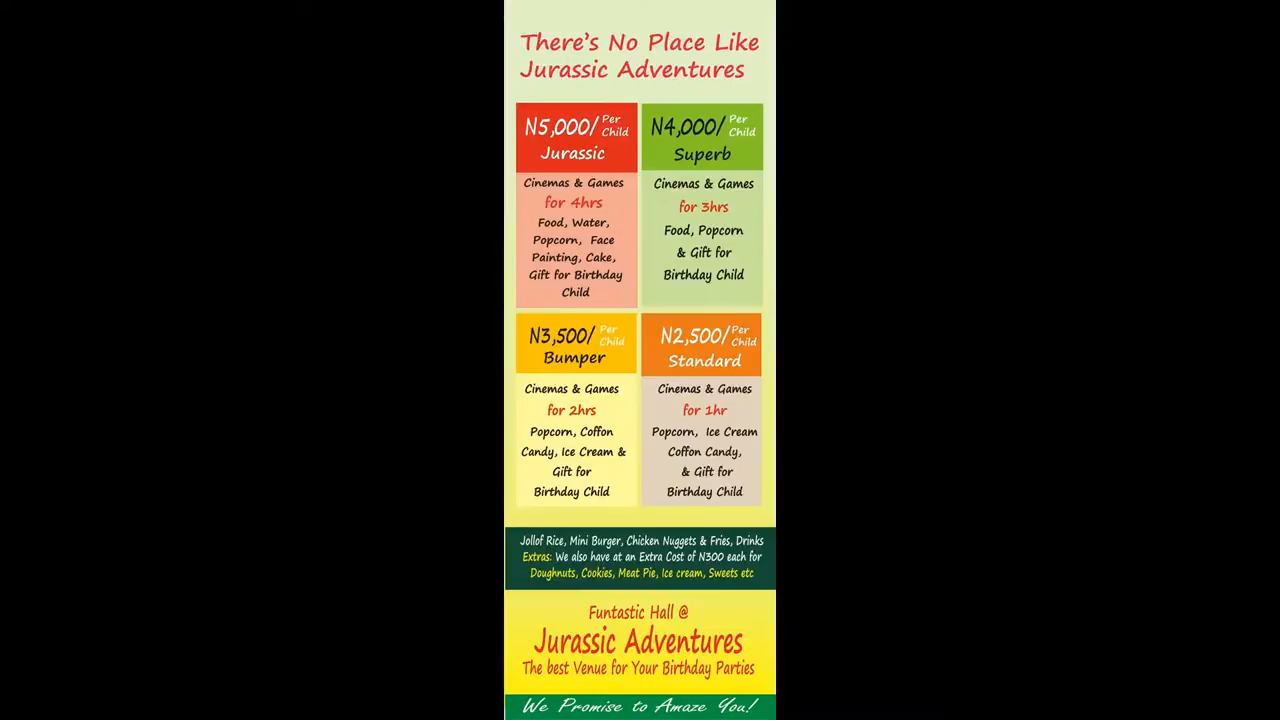 There's No Place Like
Jurassic Adventures
N5,000/ Per Child
Jurassic
Cinemas & Games
for 4hrs
Food, Water,
Popcorn, Face
Painting, Cake,
Gift for Birthday
Child
N4,000/ Per Child
Superb
Cinemas & Games
for 3hrs
Food, Popcorn
& Gift for
Birthday Child
N3,500/ Per Child
Bumper
Cinemas & Games
for 2hrs
Popcorn, Coffon
Candy, Ice Cream &
Gift for
Birthday Child
N2,500/ Per Child
Standard
Cinemas & Games
for 1hr
Popcorn, Ice Cream
Coffon Candy,
& Gift for
Birthday Child
Jollof Rice, Mini Burger, Chicken Nuggets & Fries, Drinks
Extras: We also have at an Extra Cost of N300 each for
Doughnuts, Cookies, Meat Pie, Ice cream, Sweets etc
Funtastic Hall @
Jurassic Adventures
The best Venue for Your Birthday Parties
We Promise to Amaze You!